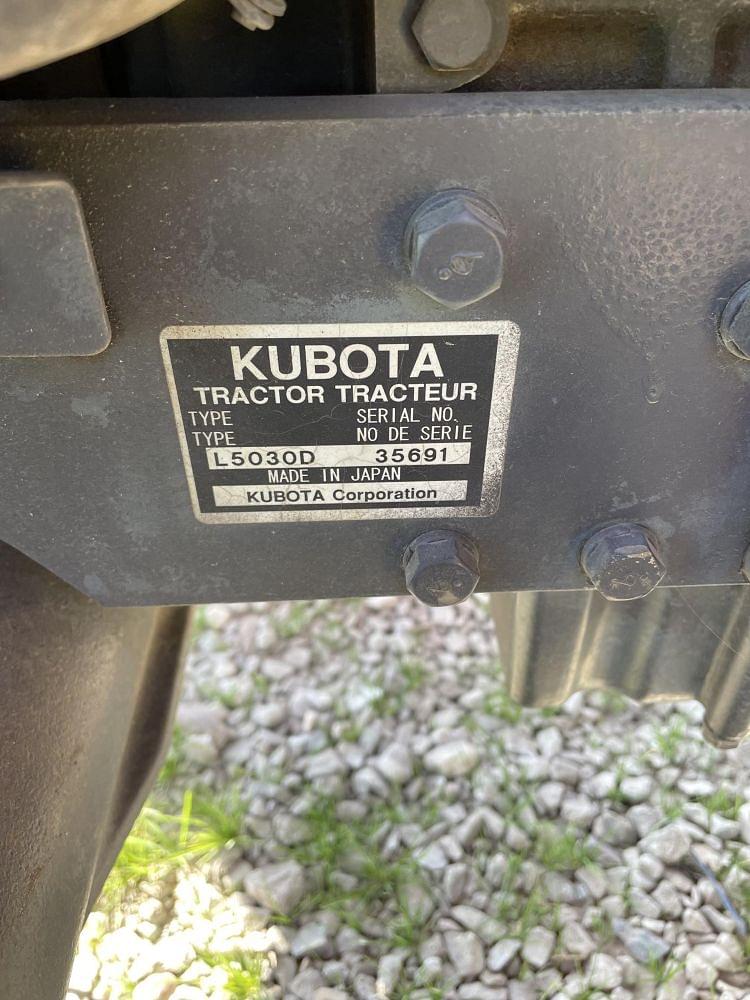 KUBOTA
TRACTOR TRACTEUR
TYPE SERIAL NO.
TYPE NO DE SERIE
L5030D 35691
MADE IN JAPAN
KUBOTA Corporation